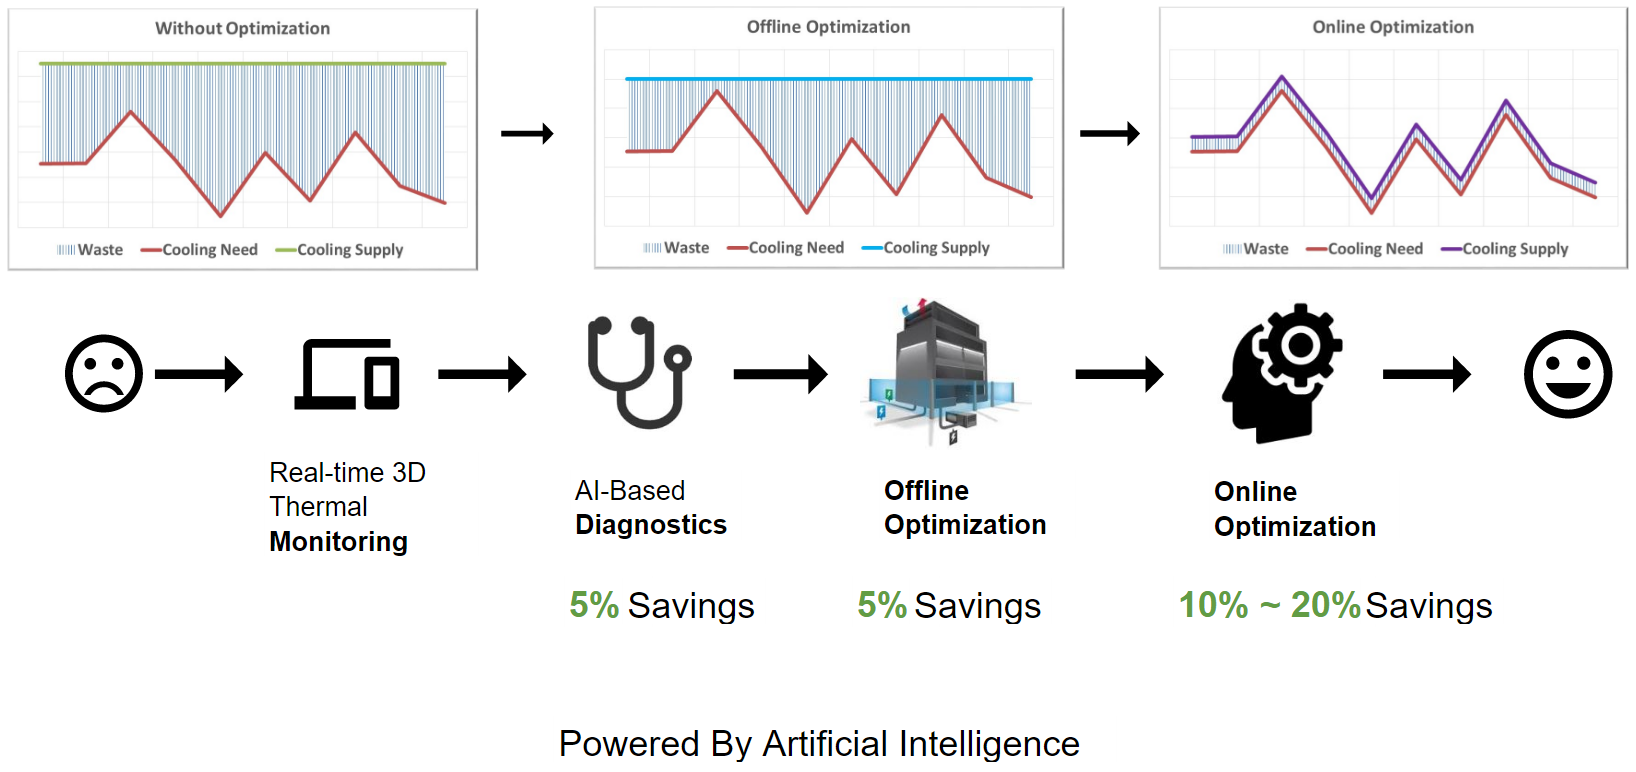 Without Optimization
Waste Cooling Need Cooling Supply
Offline Optimization
Waste Cooling Need Cooling Supply
Online Optimization
Waste Cooling Need Cooling Supply
Real-time 3D
Thermal
Monitoring
AI-Based
Diagnostics
Offline
Optimization
Online
Optimization
5% Savings
5% Savings
10% ~ 20% Savings
Powered By Artificial Intelligence